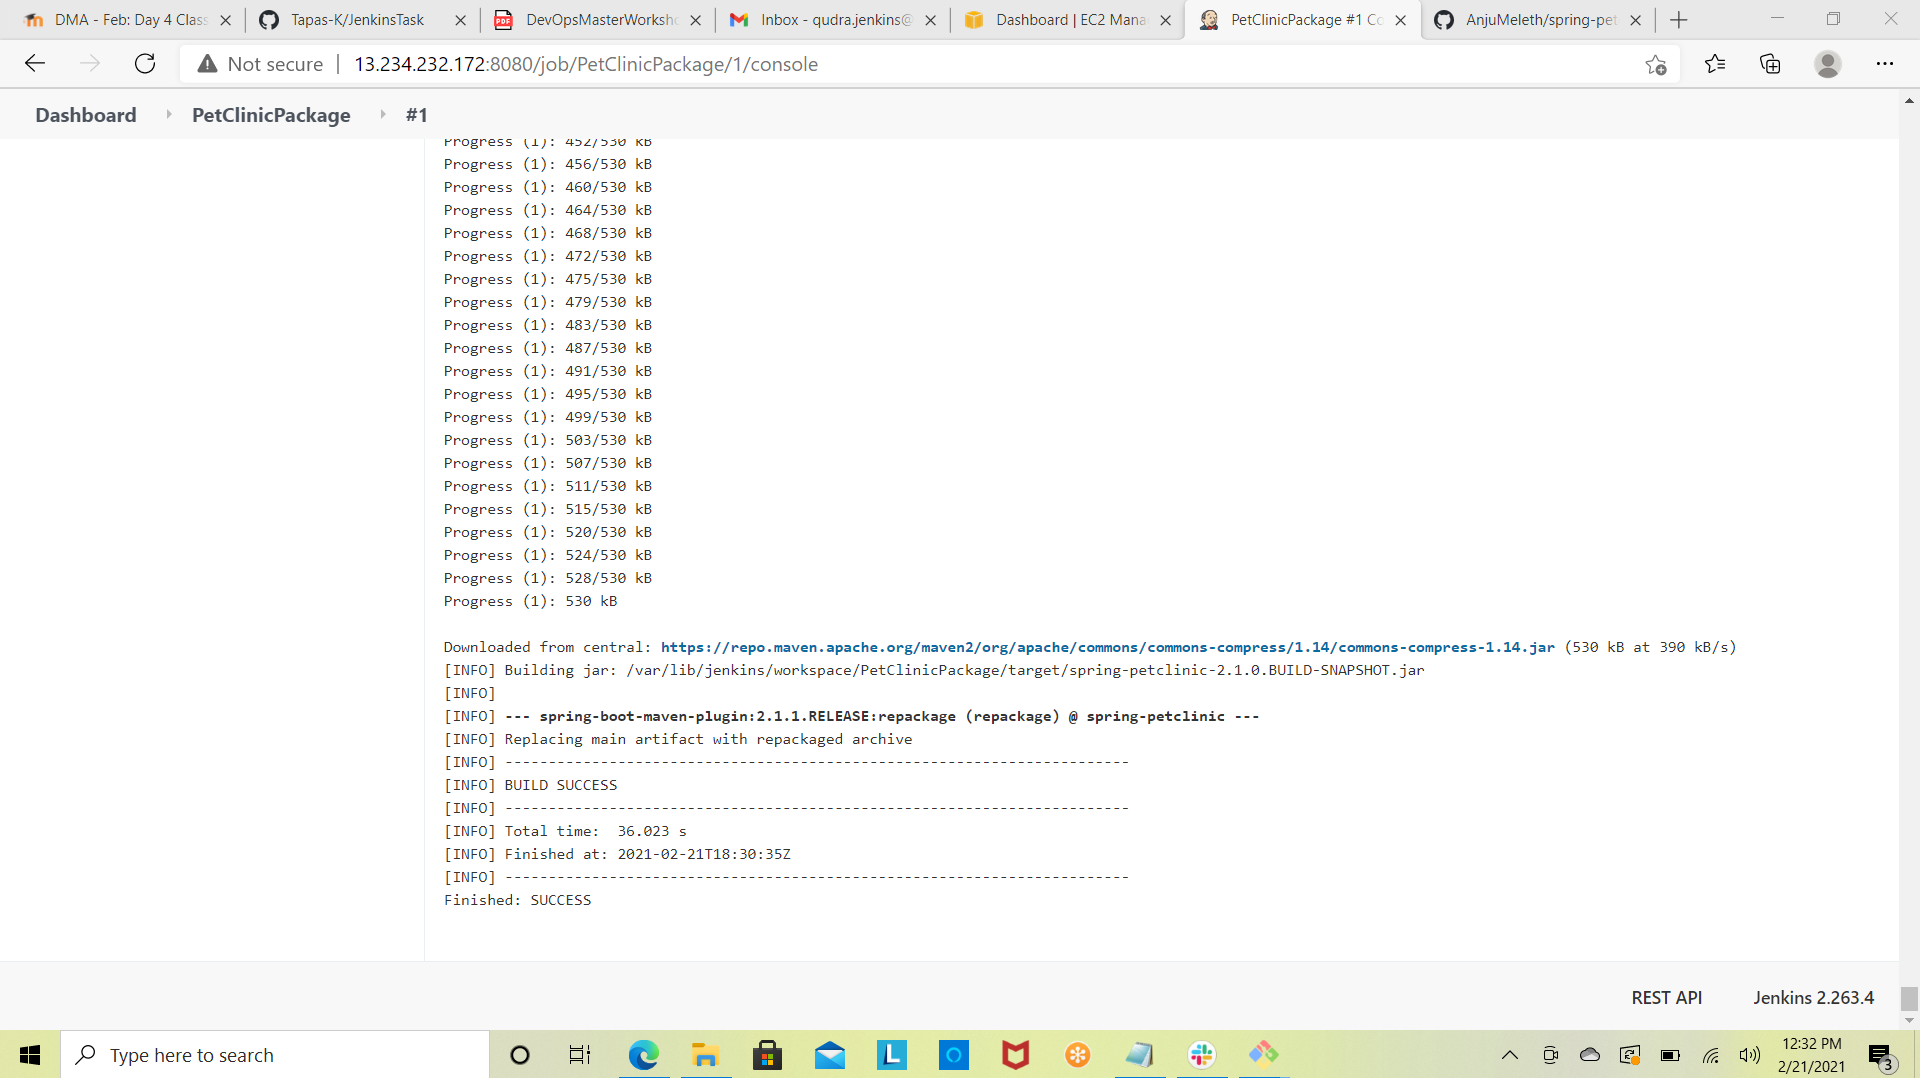 DMA - Feb: Day 4 Class
Tapas-K/JenkinsTask
DevOpsMasterWorksho
Inbox - qudra.jenkins@
Dashboard | EC2 Mana
PetClinicPackage #1 Co
AnjuMeleth/spring-pet
Not secure | 13.234.232.172:8080/job/PetClinicPackage/1/console
Dashboard PetClinicPackage #1
Progress (1): 452/530 kB
Progress (1): 456/530 kB
Progress (1): 460/530 kB
Progress (1): 464/530 kB
Progress (1): 468/530 kB
Progress (1): 472/530 kB
Progress (1): 475/530 kB
Progress (1): 479/530 kB
Progress (1): 483/530 kB
Progress (1): 487/530 kB
Progress (1): 491/530 kB
Progress (1): 495/530 kB
Progress (1): 499/530 kB
Progress (1): 503/530 kB
Progress (1): 507/530 kB
Progress (1): 511/530 kB
Progress (1): 515/530 kB
Progress (1): 520/530 kB
Progress (1): 524/530 kB
Progress (1): 528/530 kB
Progress (1): 530 kB
Downloaded from central: https://repo.maven.apache.org/maven2/org/apache/commons/commons-compress/1.14/commons-compress-1.14.jar (530 kB at 390 kB/s)
[INFO] Building jar: /var/lib/jenkins/workspace/PetClinicPackage/target/spring-petclinic-2.1.0.BUILD-SNAPSHOT.jar
[INFO]
[INFO] --- spring-boot-maven-plugin:2.1.1.RELEASE:repackage (repackage) @ spring-petclinic ---
[INFO] Replacing main artifact with repackaged archive
[INFO] ------------------------------------------------------------------------
[INFO] BUILD SUCCESS
[INFO] ------------------------------------------------------------------------
[INFO] Total time:  36.023 s
[INFO] Finished at: 2021-02-21T18:30:35Z
[INFO] ------------------------------------------------------------------------
Finished: SUCCESS
REST API Jenkins 2.263.4
Type here to search
12:32 PM
2/21/2021
3